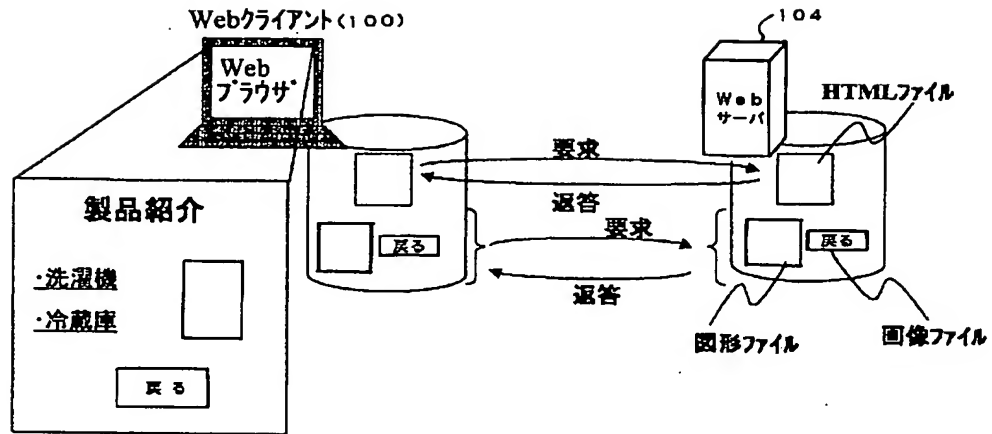 Webクライアント(100)
104
Web
ブラウザ
Web
サーバ
HTMLファイル
要求
返答
製品紹介
・洗濯機
・冷蔵庫
戻る
戻る
要求
返答
戻る
図形ファイル
画像ファイル